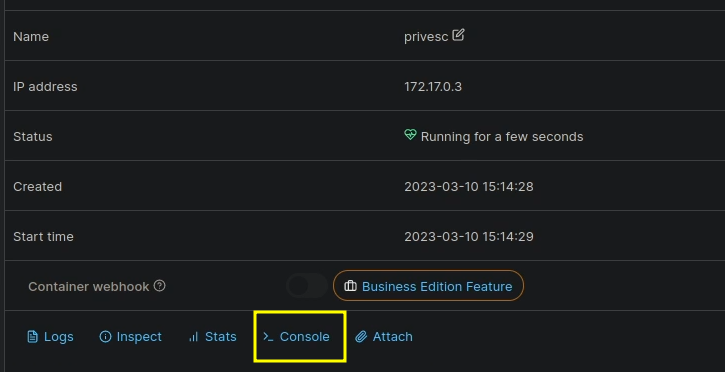 Name privesc
IP address 172.17.0.3
Status Running for a few seconds
Created 2023-03-10 15:14:28
Start time 2023-03-10 15:14:29
Container webhook Business Edition Feature
Logs Inspect Stats >_ Console Attach